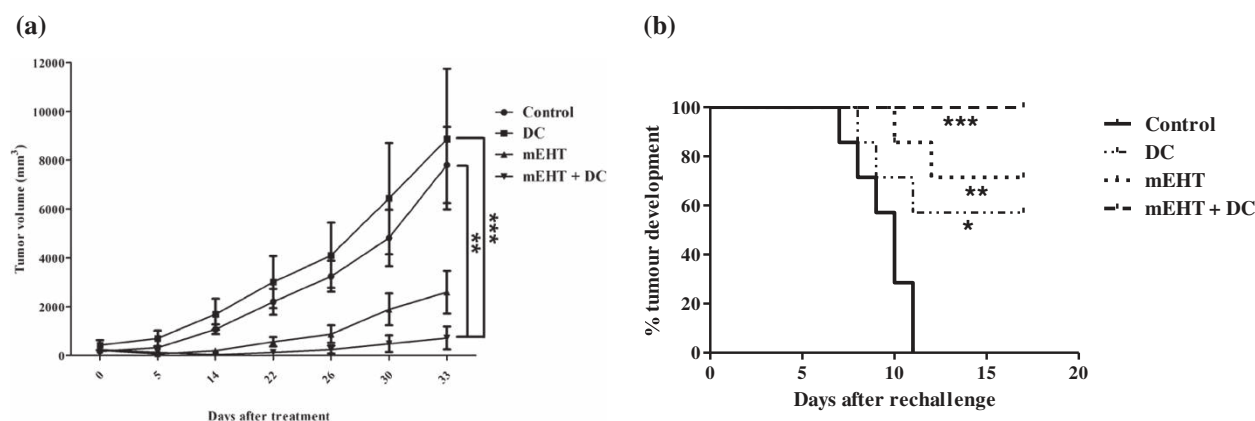 (a)
12000
10000
8000
6000
4000
2000
0
Tumor volume (mm³)
0 5 14 22 26 30 33
Days after treatment
Control
DC
mEHT
mEHT + DC
**
***
(b)
100
80
60
40
20
0
% tumour development
0 5 10 15 20
Days after rechallenge
***
**
*
Control
DC
mEHT
mEHT + DC